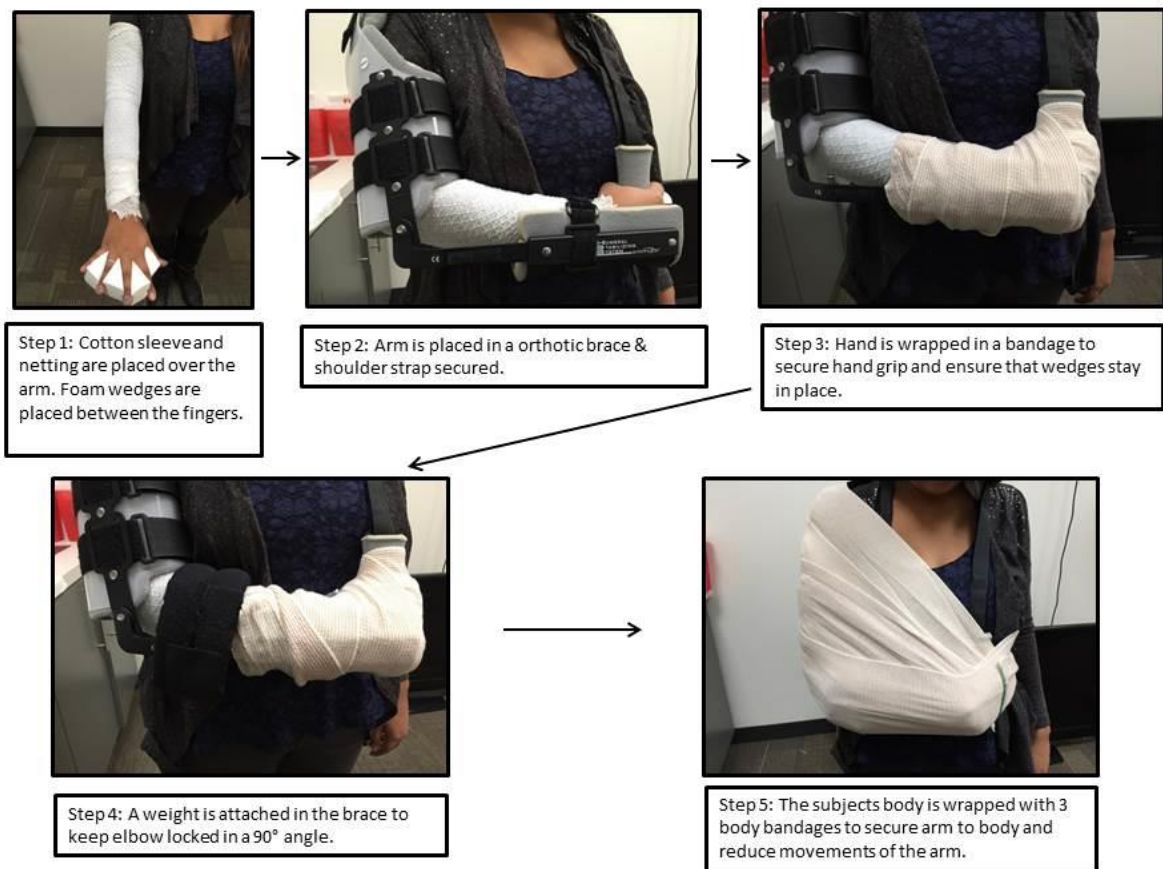 Step 1: Cotton sleeve and
netting are placed over the
arm. Foam wedges are
placed between the fingers.
Step 2: Arm is placed in a orthotic brace &
shoulder strap secured.
Step 3: Hand is wrapped in a bandage to
secure hand grip and ensure that wedges stay
in place.
Step 4: A weight is attached in the brace to
keep elbow locked in a 90° angle.
Step 5: The subjects body is wrapped with 3
body bandages to secure arm to body and
reduce movements of the arm.